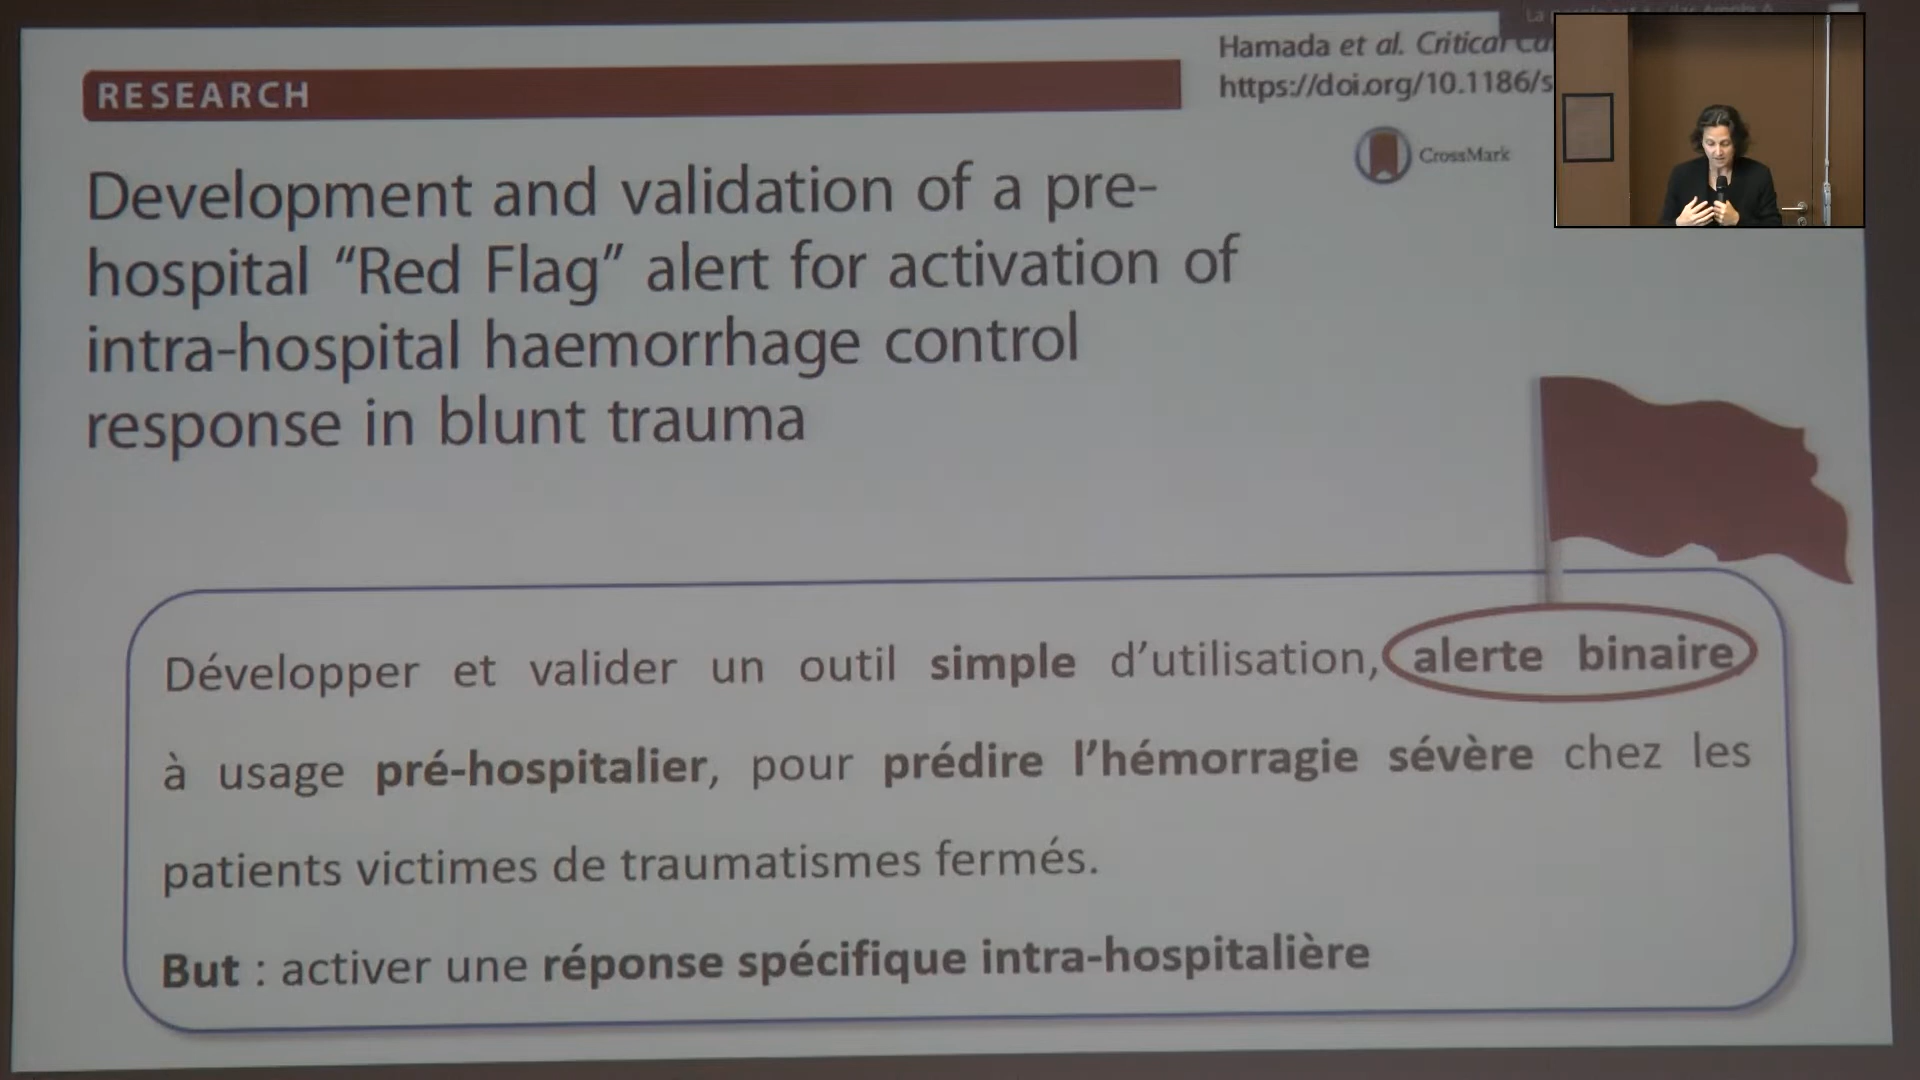 Hamada et al. Critical
https://doi.org/10.1186/s
RESEARCH
CrossMark
Development and validation of a pre-
hospital “Red Flag” alert for activation of
intra-hospital haemorrhage control
response in blunt trauma
Développer et valider un outil simple d’utilisation, alerte binaire
à usage pré-hospitalier, pour prédire l’hémorragie sévère chez les
patients victimes de traumatismes fermés.
But : activer une réponse spécifique intra-hospitalière